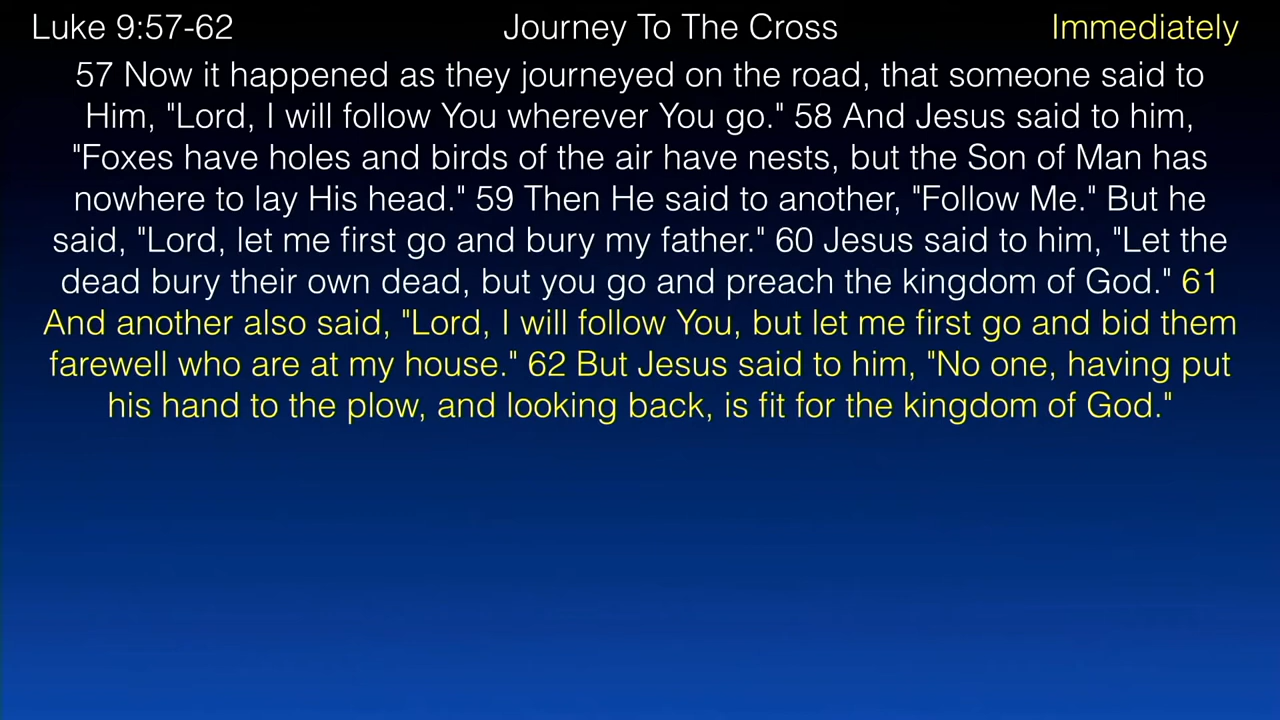 Luke 9:57-62 Journey To The Cross Immediately
57 Now it happened as they journeyed on the road, that someone said to
Him, "Lord, I will follow You wherever You go." 58 And Jesus said to him,
"Foxes have holes and birds of the air have nests, but the Son of Man has
nowhere to lay His head." 59 Then He said to another, "Follow Me." But he
said, "Lord, let me first go and bury my father." 60 Jesus said to him, "Let the
dead bury their own dead, but you go and preach the kingdom of God." 61
And another also said, "Lord, I will follow You, but let me first go and bid them
farewell who are at my house." 62 But Jesus said to him, "No one, having put
his hand to the plow, and looking back, is fit for the kingdom of God."